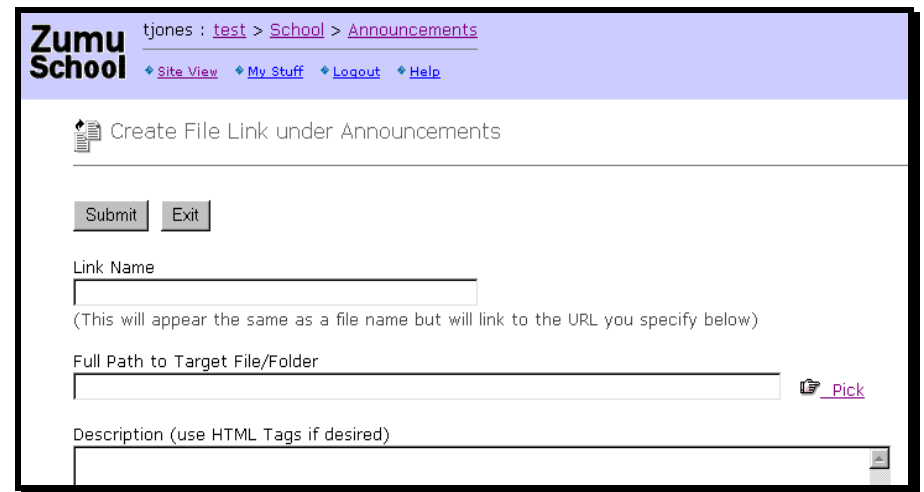 Zumu School
tjones : test > School > Announcements
Site View My Stuff Logout Help
Create File Link under Announcements
Submit Exit
Link Name
(This will appear the same as a file name but will link to the URL you specify below)
Full Path to Target File/Folder
Pick
Description (use HTML Tags if desired)